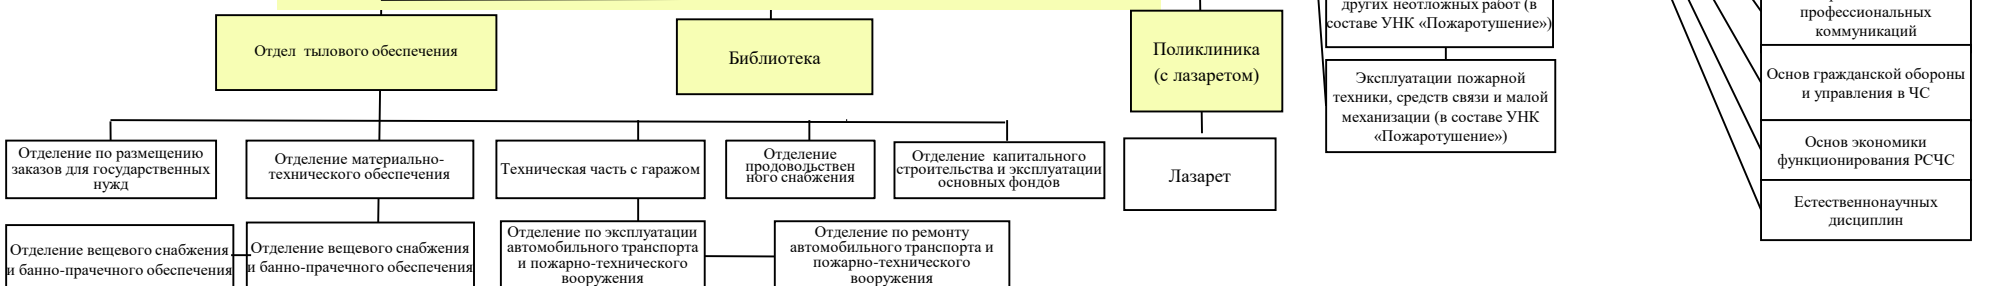 других неотложных работ (в
составе УНК «Пожаротушение»)
профессиональных
коммуникаций
Отдел тылового обеспечения
Библиотека
Поликлиника
(с лазаретом)
Эксплуатации пожарной
техники, средств связи и малой
механизации (в составе УНК
«Пожаротушение»)
Основ гражданской обороны
и управления в ЧС
Основ экономики
функционирования РСЧС
Естественнонаучных
дисциплин
Отделение по размещению
заказов для государственных
нужд
Отделение материально-
технического обеспечения
Техническая часть с гаражом
Отделение
продовольствен
ного снабжения
Отделение капитального
строительства и эксплуатации
основных фондов
Лазарет
Отделение вещевого снабжения
и банно-прачечного обеспечения
Отделение вещевого снабжения
и банно-прачечного обеспечения
Отделение по эксплуатации
автомобильного транспорта
и пожарно-технического
вооружения
Отделение по ремонту
автомобильного транспорта и
пожарно-технического
вооружения